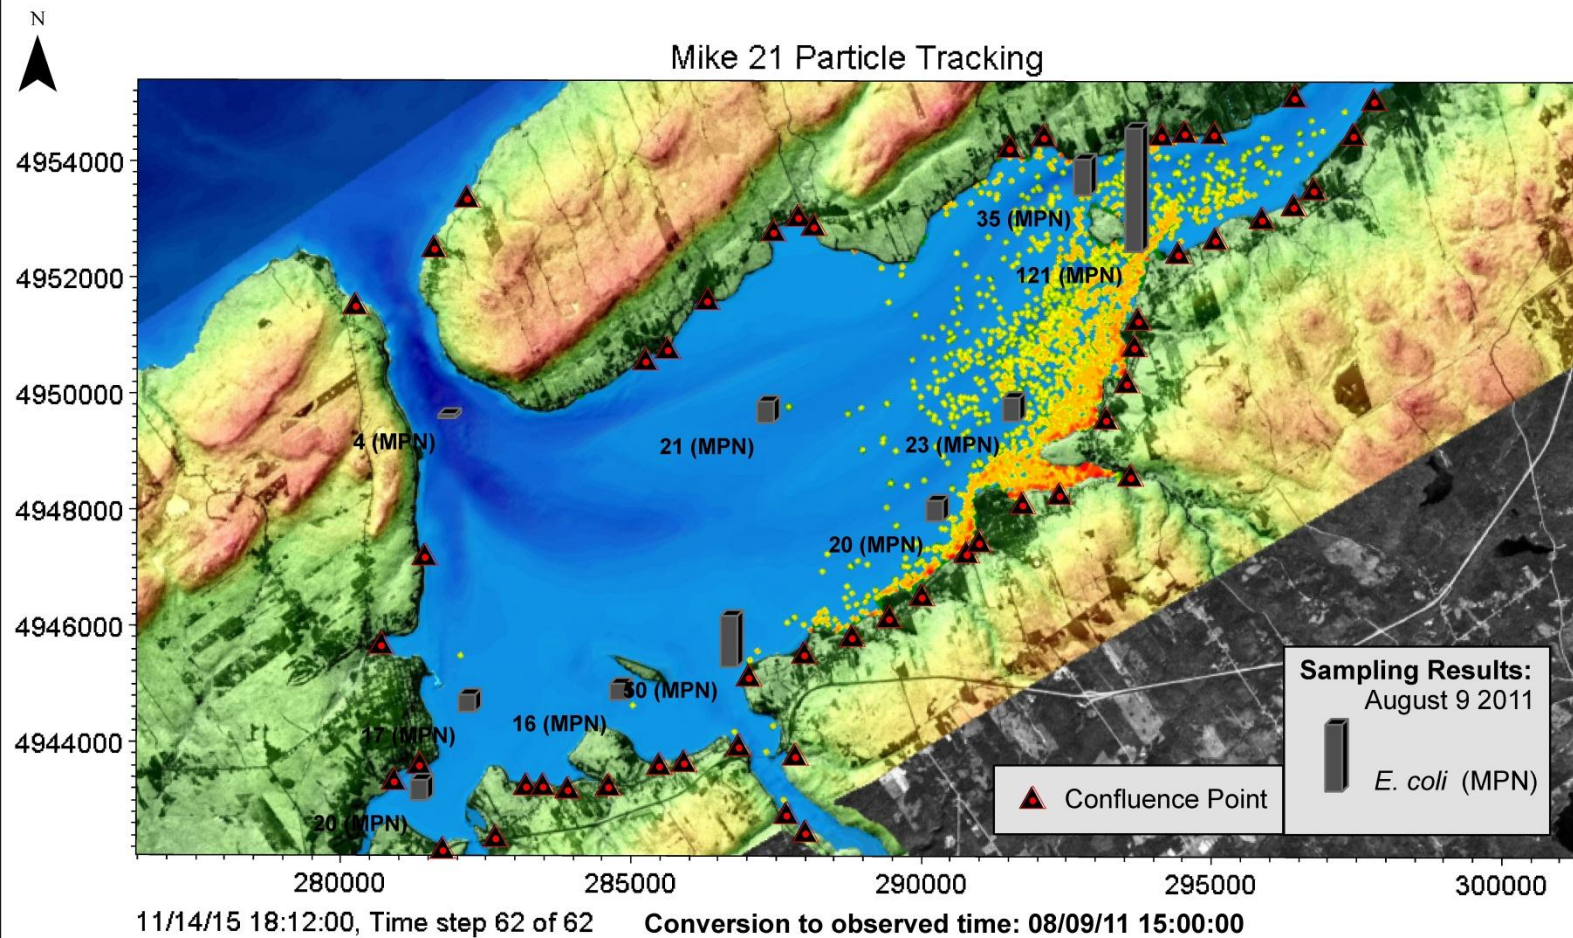 N
Mike 21 Particle Tracking
4954000
4952000
4950000
4948000
4946000
4944000
35 (MPN)
121 (MPN)
4 (MPN)
21 (MPN)
23 (MPN)
20 (MPN)
50 (MPN)
16 (MPN)
17 (MPN)
20 (MPN)
Sampling Results:
August 9 2011
E. coli (MPN)
Confluence Point
280000
285000
290000
295000
300000
11/14/15 18:12:00, Time step 62 of 62
Conversion to observed time: 08/09/11 15:00:00